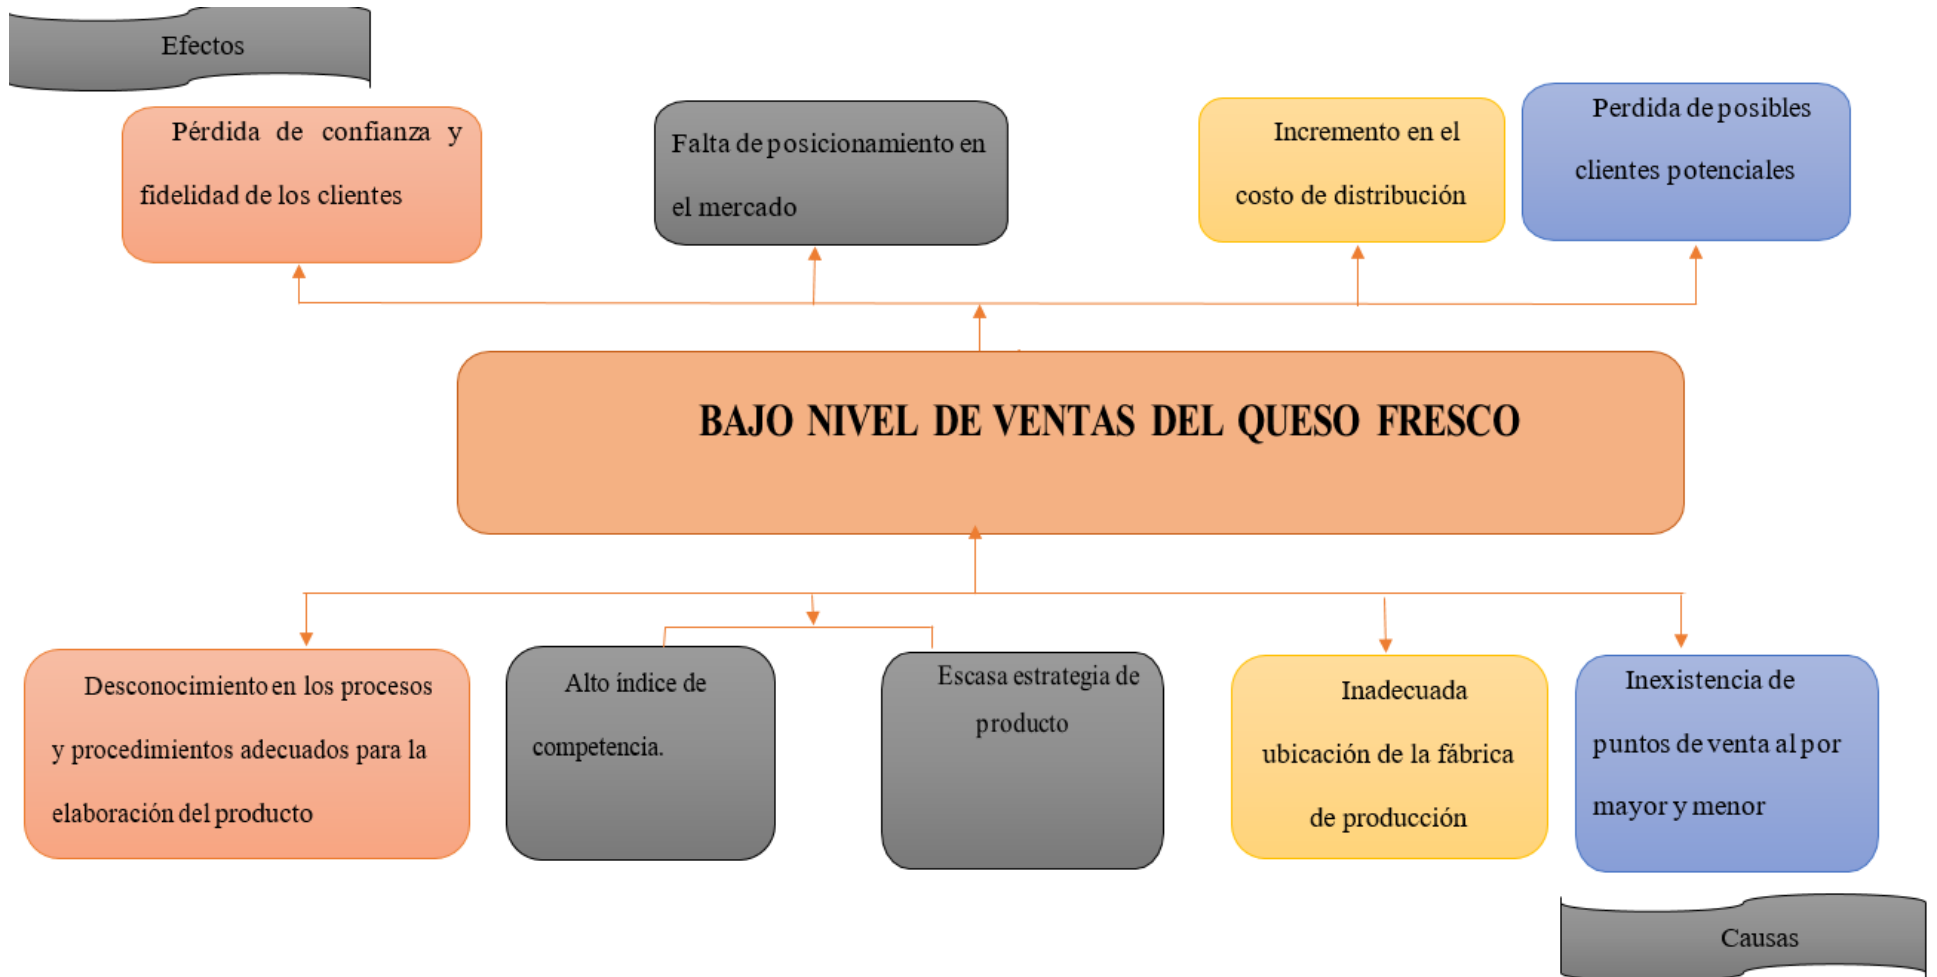 Efectos
Pérdida de confianza y
fidelidad de los clientes
Falta de posicionamiento en
el mercado
Incremento en el
costo de distribución
Perdida de posibles
clientes potenciales
BAJO NIVEL DE VENTAS DEL QUESO FRESCO
Desconocimiento en los procesos
y procedimientos adecuados para la
elaboración del producto
Alto índice de
competencia.
Escasa estrategia de
producto
Inadecuada
ubicación de la fábrica
de producción
Inexistencia de
puntos de venta al por
mayor y menor
Causas